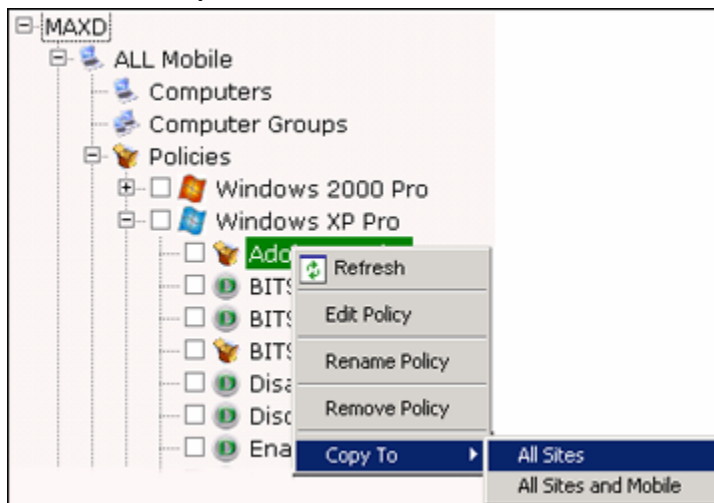 MAXD
ALL Mobile
Computers
Computer Groups
Policies
Windows 2000 Pro
Windows XP Pro
Refresh
Edit Policy
Rename Policy
Remove Policy
Copy To
All Sites
All Sites and Mobile